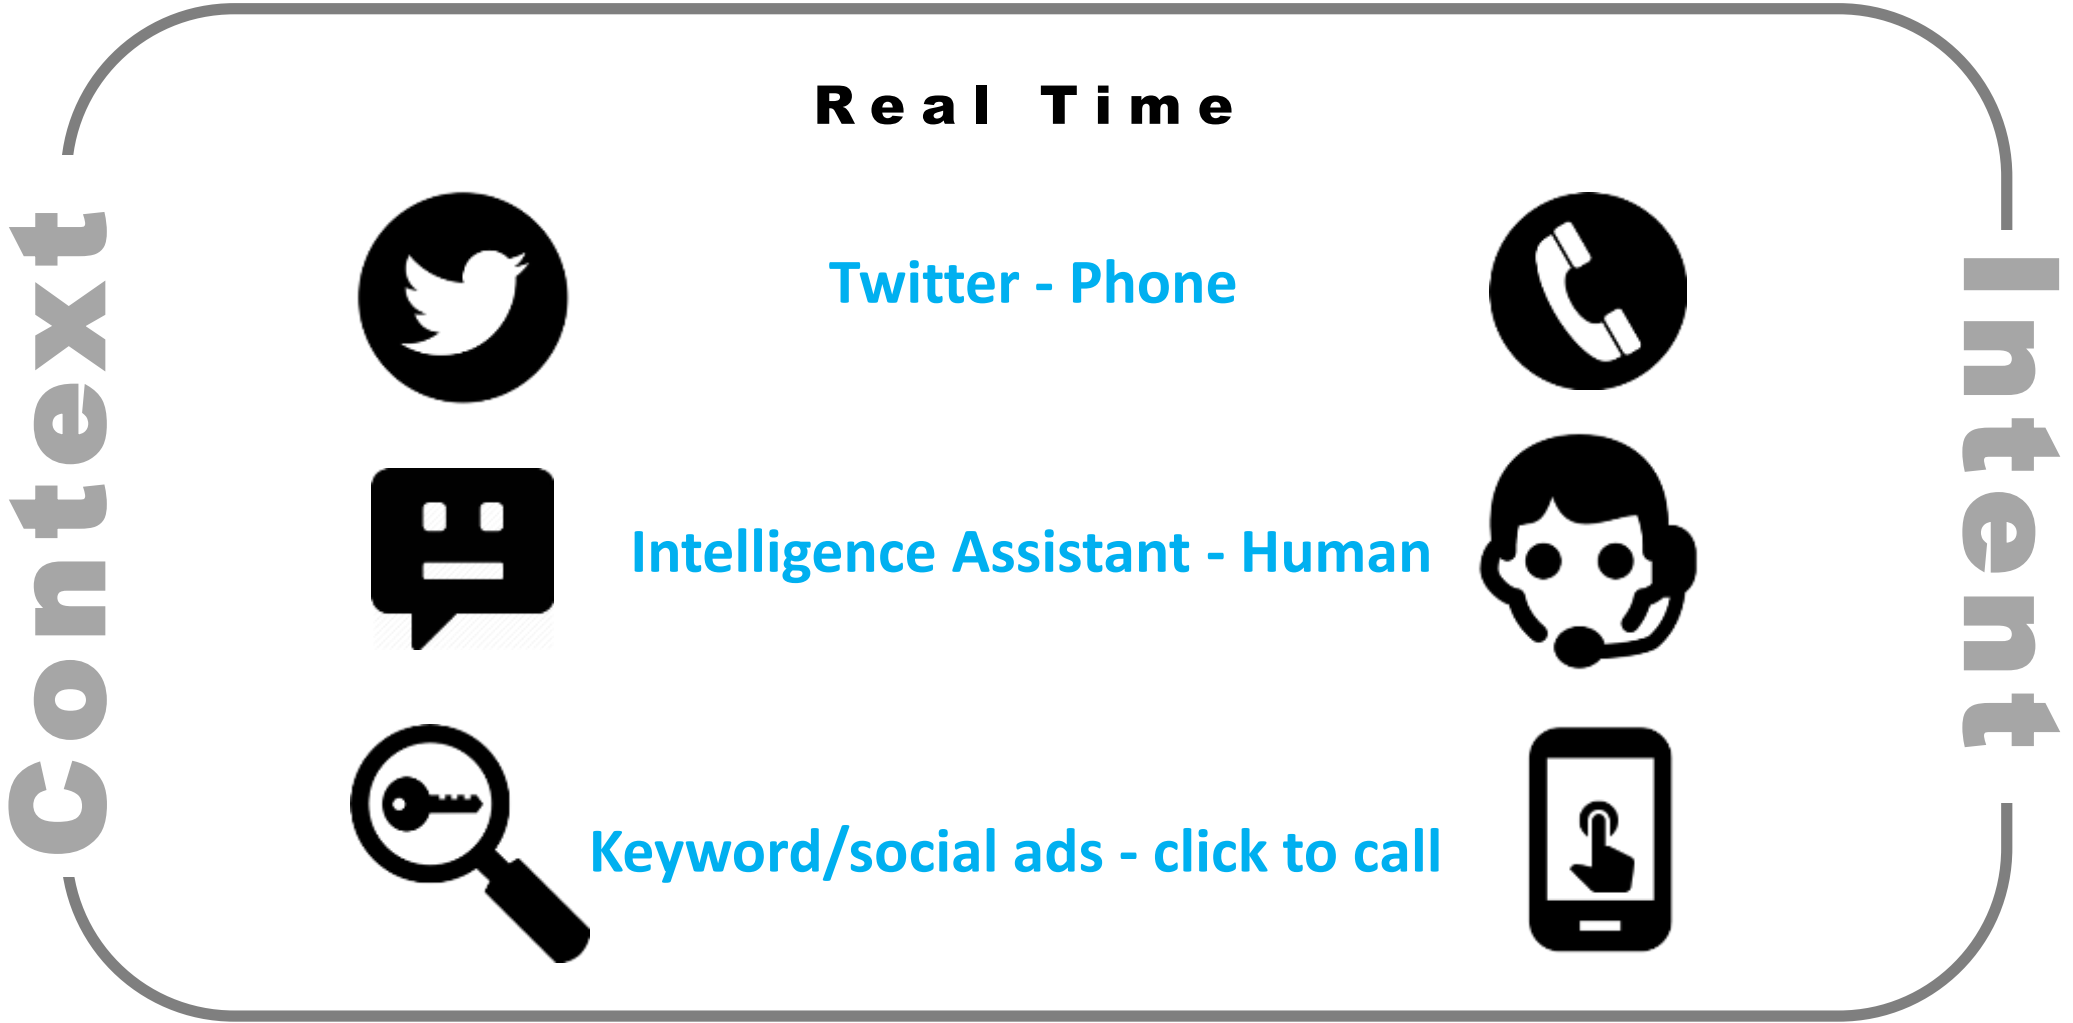 Real Time
Context
Twitter - Phone
Intelligence Assistant - Human
Keyword/social ads - click to call
Intent